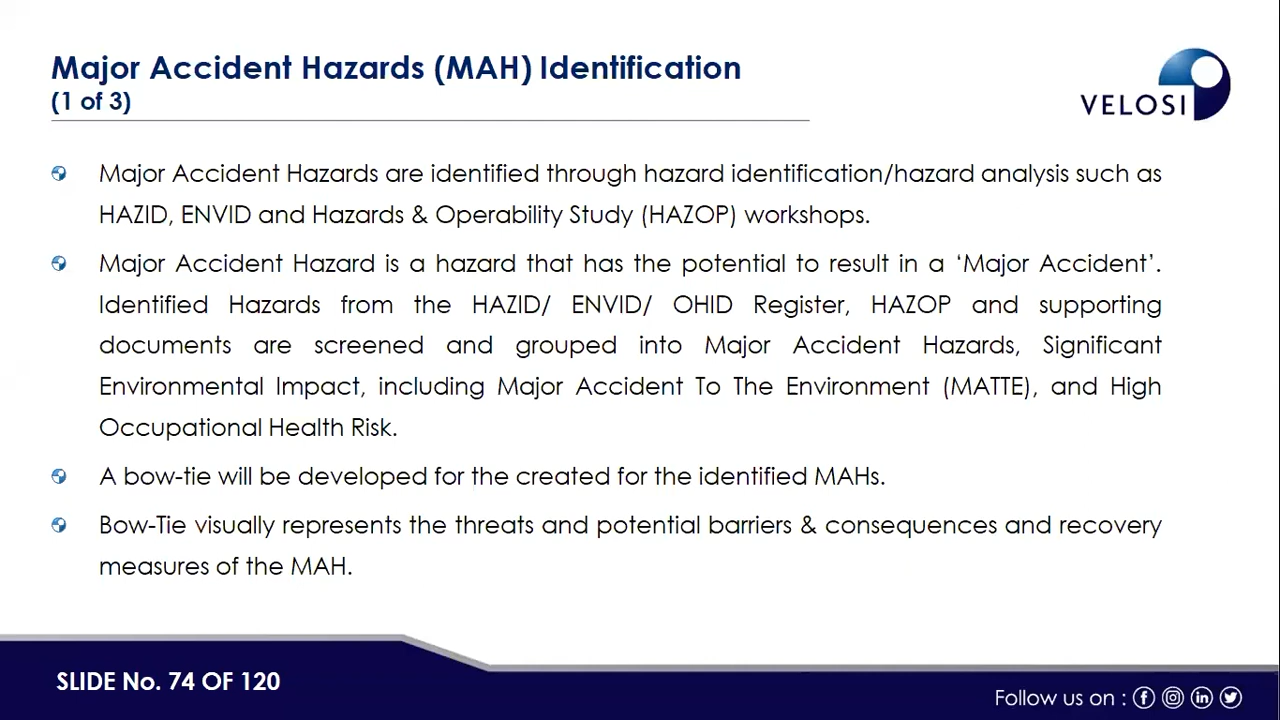 Major Accident Hazards (MAH) Identification
(1 of 3)
VELOSI
Major Accident Hazards are identified through hazard identification/hazard analysis such as
HAZID, ENVID and Hazards & Operability Study (HAZOP) workshops.
Major Accident Hazard is a hazard that has the potential to result in a ‘Major Accident’.
Identified Hazards from the HAZID/ ENVID/ OHID Register, HAZOP and supporting
documents are screened and grouped into Major Accident Hazards, Significant
Environmental Impact, including Major Accident To The Environment (MATTE), and High
Occupational Health Risk.
A bow-tie will be developed for the created for the identified MAHs.
Bow-Tie visually represents the threats and potential barriers & consequences and recovery
measures of the MAH.
SLIDE No. 74 OF 120
Follow us on :